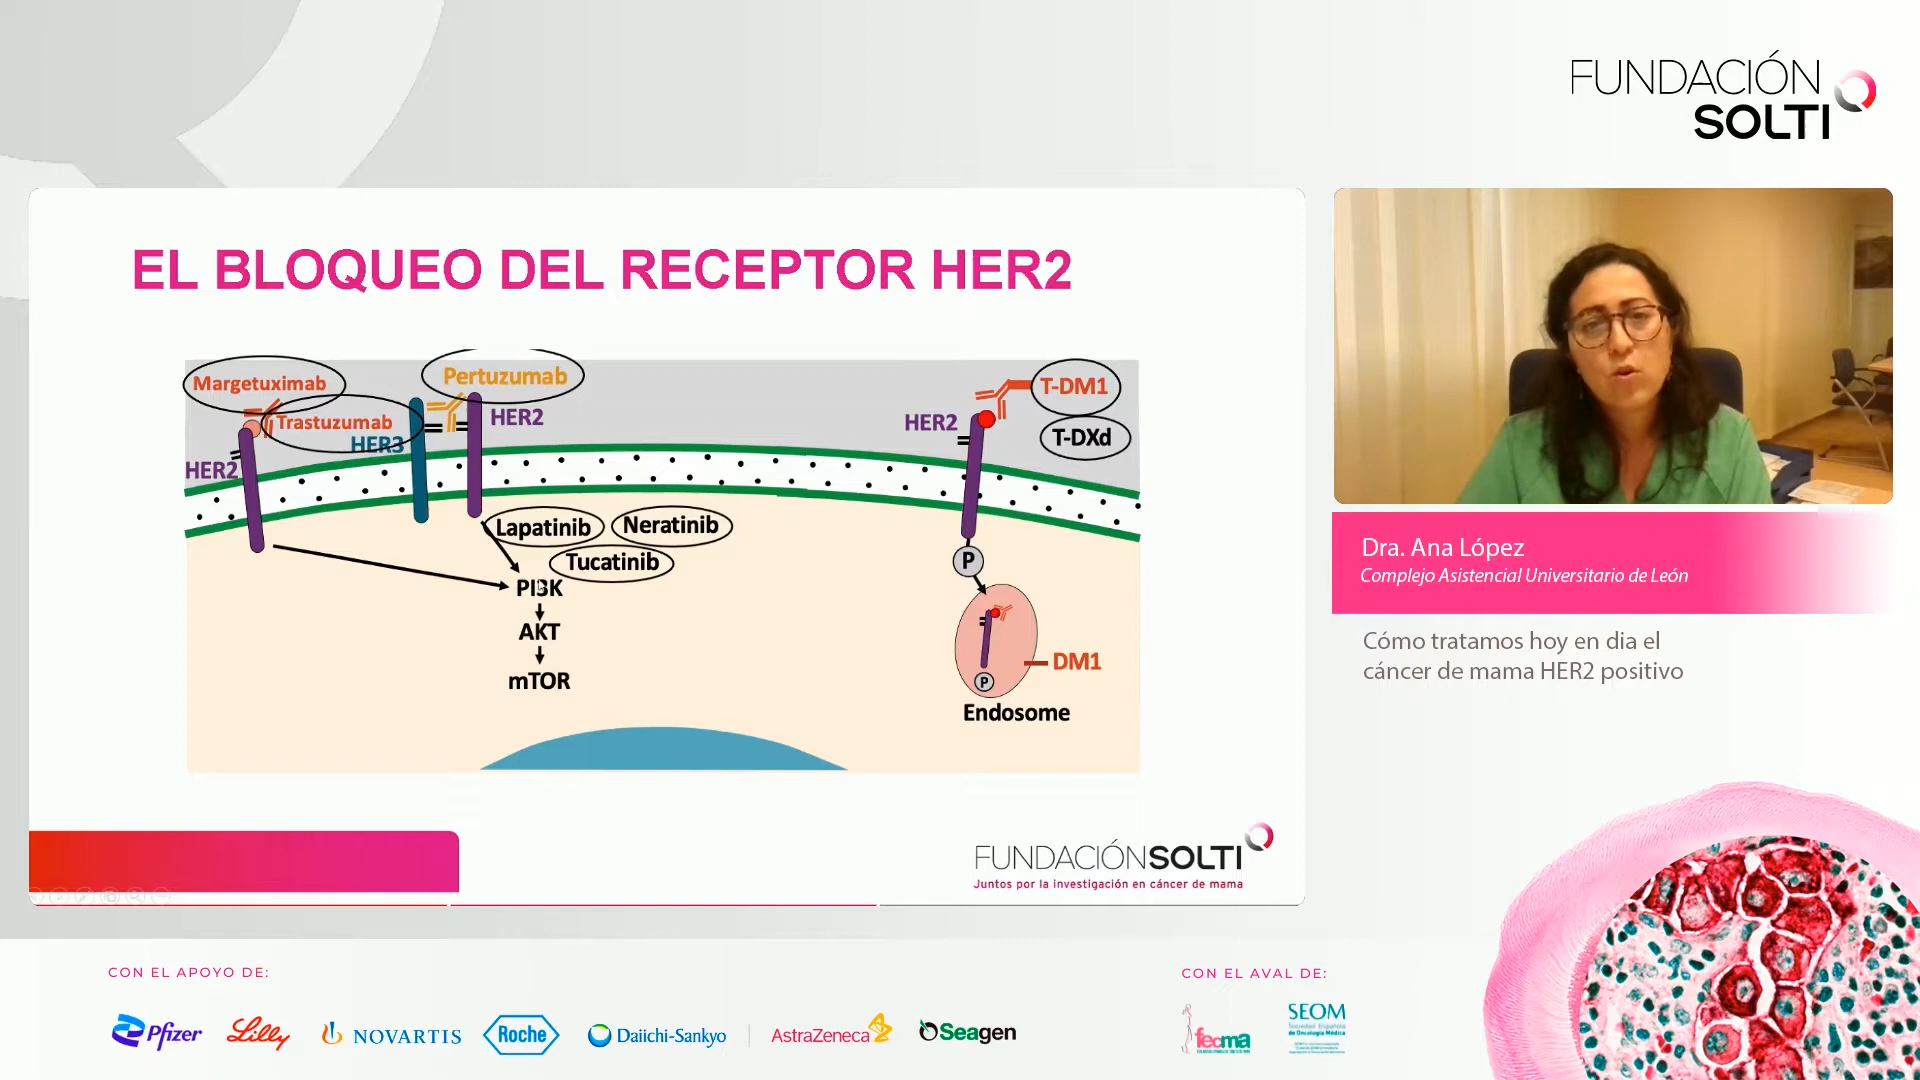 FUNDACIÓN
SOLTI
EL BLOQUEO DEL RECEPTOR HER2
Margetuximab
Pertuzumab
T-DM1
Trastuzumab
HER3
HER2
HER2
HER2
T-DXd
Lapatinib
Neratinib
Tucatinib
PI3K
AKT
mTOR
P
P
DM1
Endosome
FUNDACIÓN SOLTI
Juntos por la investigación en cáncer de mama
Dra. Ana López
Complejo Asistencial Universitario de León
Cómo tratamos hoy en dia el
cáncer de mama HER2 positivo
CON EL APOYO DE:
Pfizer
Lilly
NOVARTIS
Roche
Daiichi-Sankyo
AstraZeneca
Seagen
CON EL AVAL DE:
fecma
SEOM
Sociedad Española
de Oncología Médica